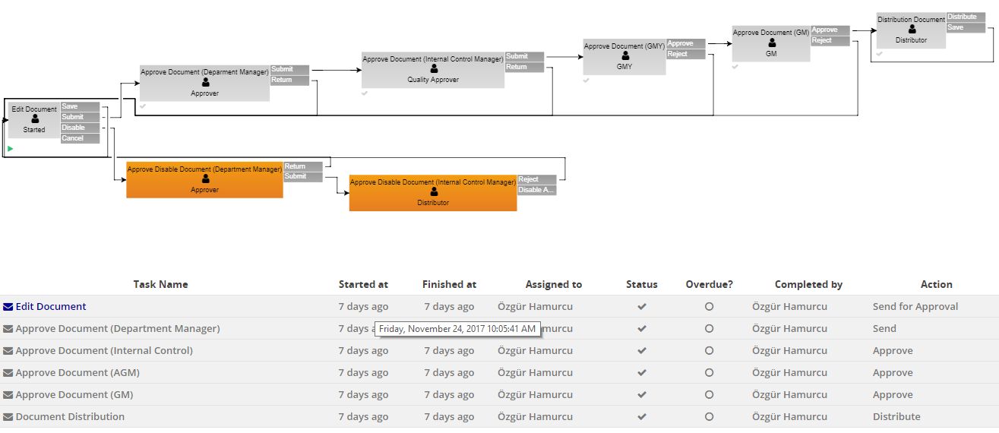 Distribution Document
Distribute
Save
Distributor
Approve Document (GM)
Approve
Reject
GM
Approve Document (GMY)
Approve
Reject
GMY
Approve Document (Internal Control Manager)
Submit
Return
Quality Approver
Approve Document (Deparment Manager)
Submit
Return
Approver
Edit Document
Save
Submit
Disable
Cancel
Started
Approve Disable Document (Department Manager)
Return
Submit
Approver
Approve Disable Document (Internal Control Manager)
Reject
Disable A...
Distributor
Task Name Started at Finished at Assigned to Status Overdue? Completed by Action
Edit Document 7 days ago 7 days ago Özgür Hamurcu Özgür Hamurcu Send for Approval
Approve Document (Department Manager) 7 days a Friday, November 24, 2017 10:05:41 AM murcu Özgür Hamurcu Send
Approve Document (Internal Control) 7 days ago 7 days ago Özgür Hamurcu Özgür Hamurcu Approve
Approve Document (AGM) 7 days ago 7 days ago Özgür Hamurcu Özgür Hamurcu Approve
Approve Document (GM) 7 days ago 7 days ago Özgür Hamurcu Özgür Hamurcu Approve
Document Distribution 7 days ago 7 days ago Özgür Hamurcu Özgür Hamurcu Distribute